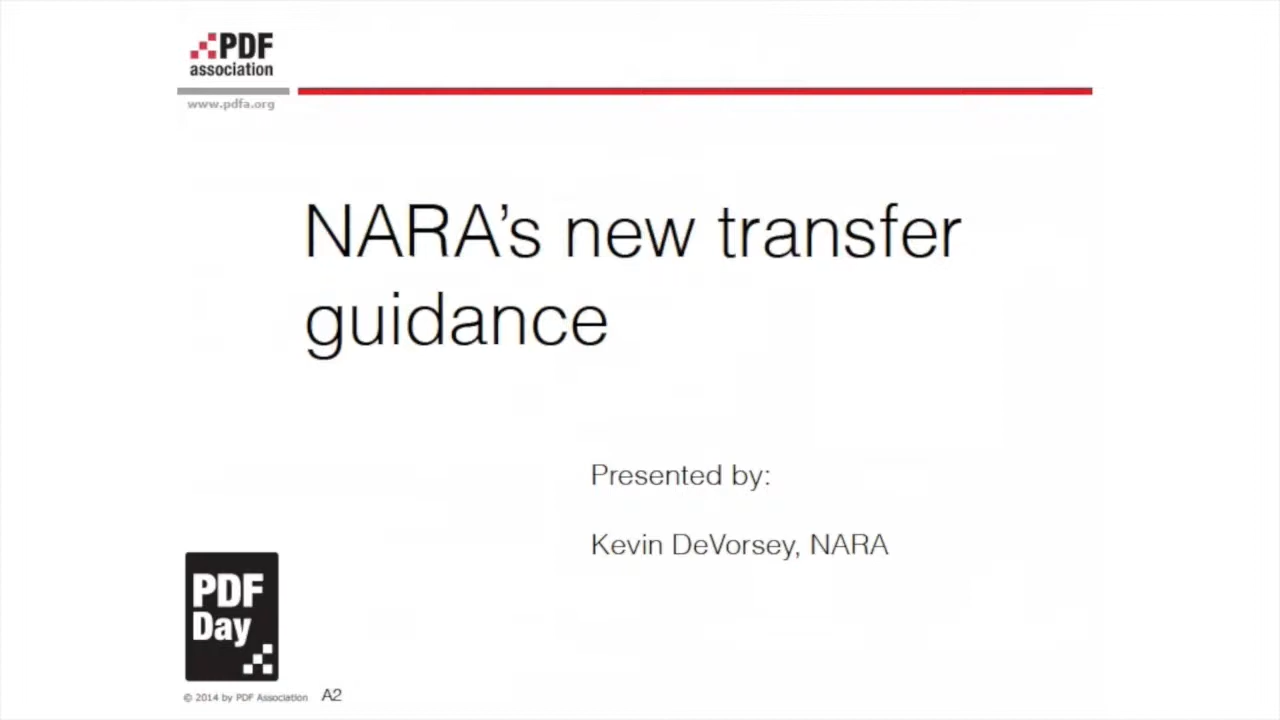 PDF
association
www.pdfa.org
NARA’s new transfer
guidance
Presented by:
Kevin DeVorsey, NARA
PDF
Day
© 2014 by PDF Association A2